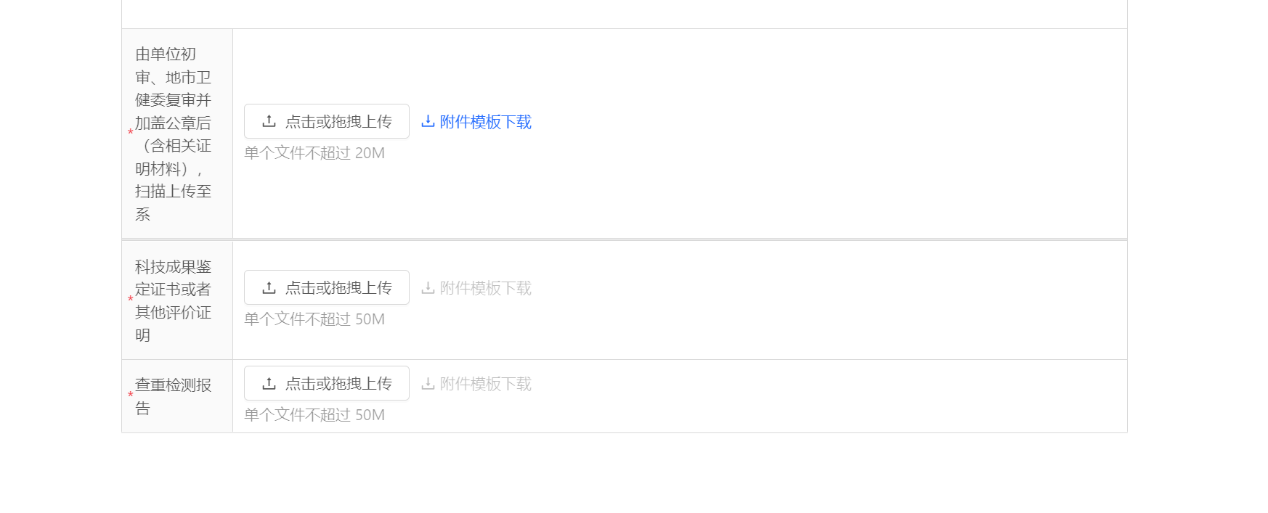 由单位初
审、地市卫
健委复审并
* 加盖公章后
（含相关证
明材料），
扫描上传至
系
点击或拖拽上传 附件模板下载
单个文件不超过 20M
科技成果鉴
定证书或者
* 其他评价证
明
点击或拖拽上传 附件模板下载
单个文件不超过 50M
* 查重检测报
告
点击或拖拽上传 附件模板下载
单个文件不超过 50M